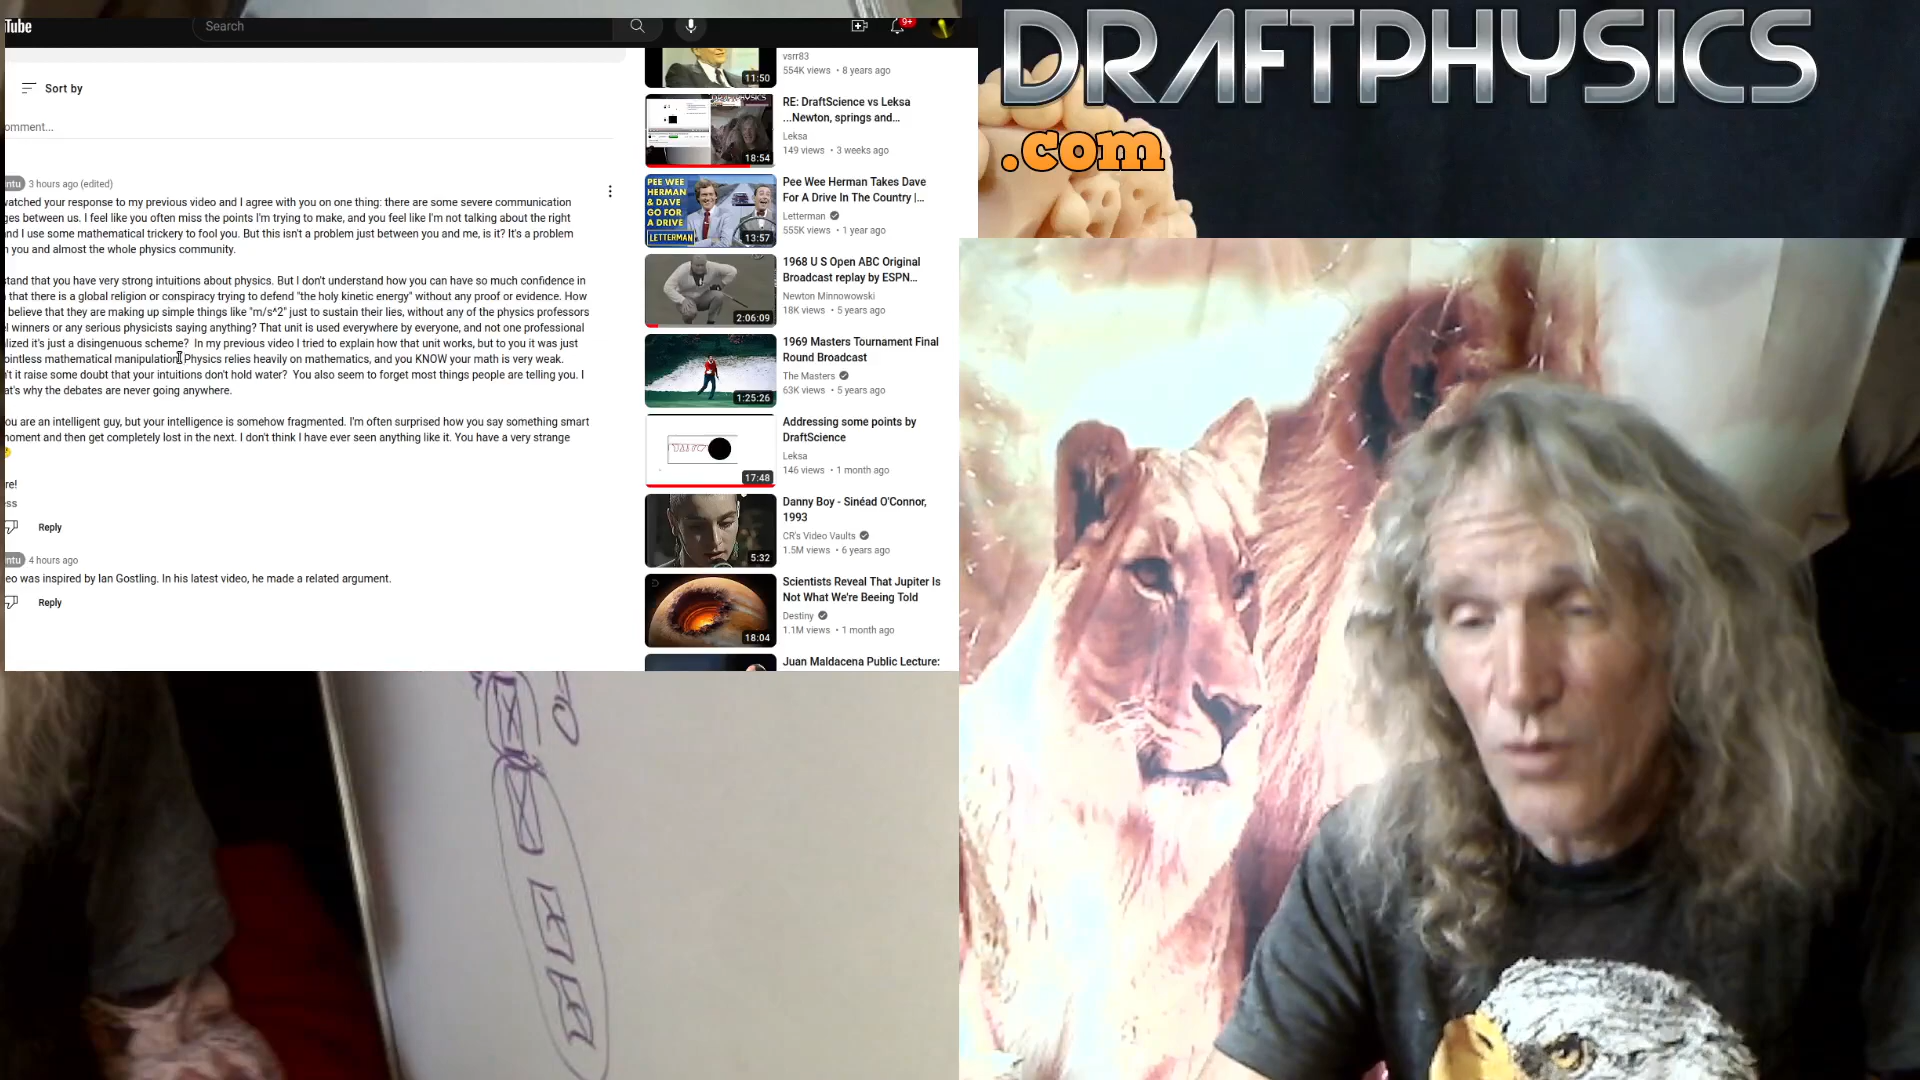 Tube
Search
9+
Sort by
omment...
ntu 3 hours ago (edited)
vatched your response to my previous video and I agree with you on one thing: there are some severe communication
ges between us. I feel like you often miss the points I'm trying to make, and you feel like I'm not talking about the right
nd I use some mathematical trickery to fool you. But this isn't a problem just between you and me, is it? It's a problem
n you and almost the whole physics community.
stand that you have very strong intuitions about physics. But I don't understand how you can have so much confidence in
n that there is a global religion or conspiracy trying to defend "the holy kinetic energy" without any proof or evidence. How
believe that they are making up simple things like "m/s^2" just to sustain their lies, without any of the physics professors
l winners or any serious physicists saying anything? That unit is used everywhere by everyone, and not one professional
alized it's just a disingenuous scheme? In my previous video I tried to explain how that unit works, but to you it was just
ointless mathematical manipulation. Physics relies heavily on mathematics, and you KNOW your math is very weak.
n't it raise some doubt that your intuitions don't hold water? You also seem to forget most things people are telling you. I
at's why the debates are never going anywhere.
ou are an intelligent guy, but your intelligence is somehow fragmented. I'm often surprised how you say something smart
noment and then get completely lost in the next. I don't think I have ever seen anything like it. You have a very strange
re!
ess
Reply
ntu 4 hours ago
eo was inspired by Ian Gostling. In his latest video, he made a related argument.
Reply
11:50
vsrr83
554K views • 8 years ago
18:54
RE: DraftScience vs Leksa
...Newton, springs and...
Leksa
149 views • 3 weeks ago
PEE WEE
HERMAN
& DAVE
GO FOR
A DRIVE
LETTERMAN
13:57
Pee Wee Herman Takes Dave
For A Drive In The Country |...
Letterman
555K views • 1 year ago
2:06:09
1968 U S Open ABC Original
Broadcast replay by ESPN...
Newton Minnowowski
18K views • 5 years ago
1:25:26
1969 Masters Tournament Final
Round Broadcast
The Masters
63K views • 5 years ago
17:48
Addressing some points by
DraftScience
Leksa
146 views • 1 month ago
5:32
Danny Boy - Sinéad O'Connor,
1993
CR's Video Vaults
1.5M views • 6 years ago
18:04
Scientists Reveal That Jupiter Is
Not What We're Beeing Told
Destiny
1.1M views • 1 month ago
Juan Maldacena Public Lecture:
DRAFTPHYSICS
.com